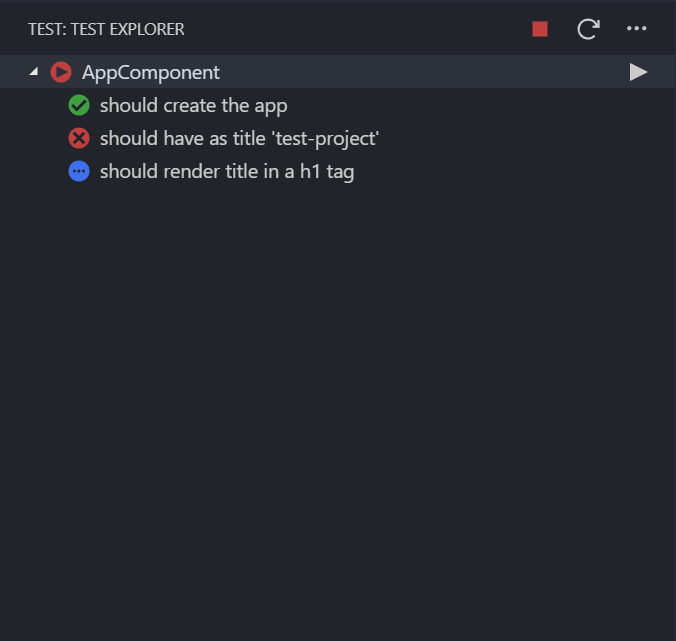 TEST: TEST EXPLORER
AppComponent
should create the app
should have as title 'test-project'
should render title in a h1 tag